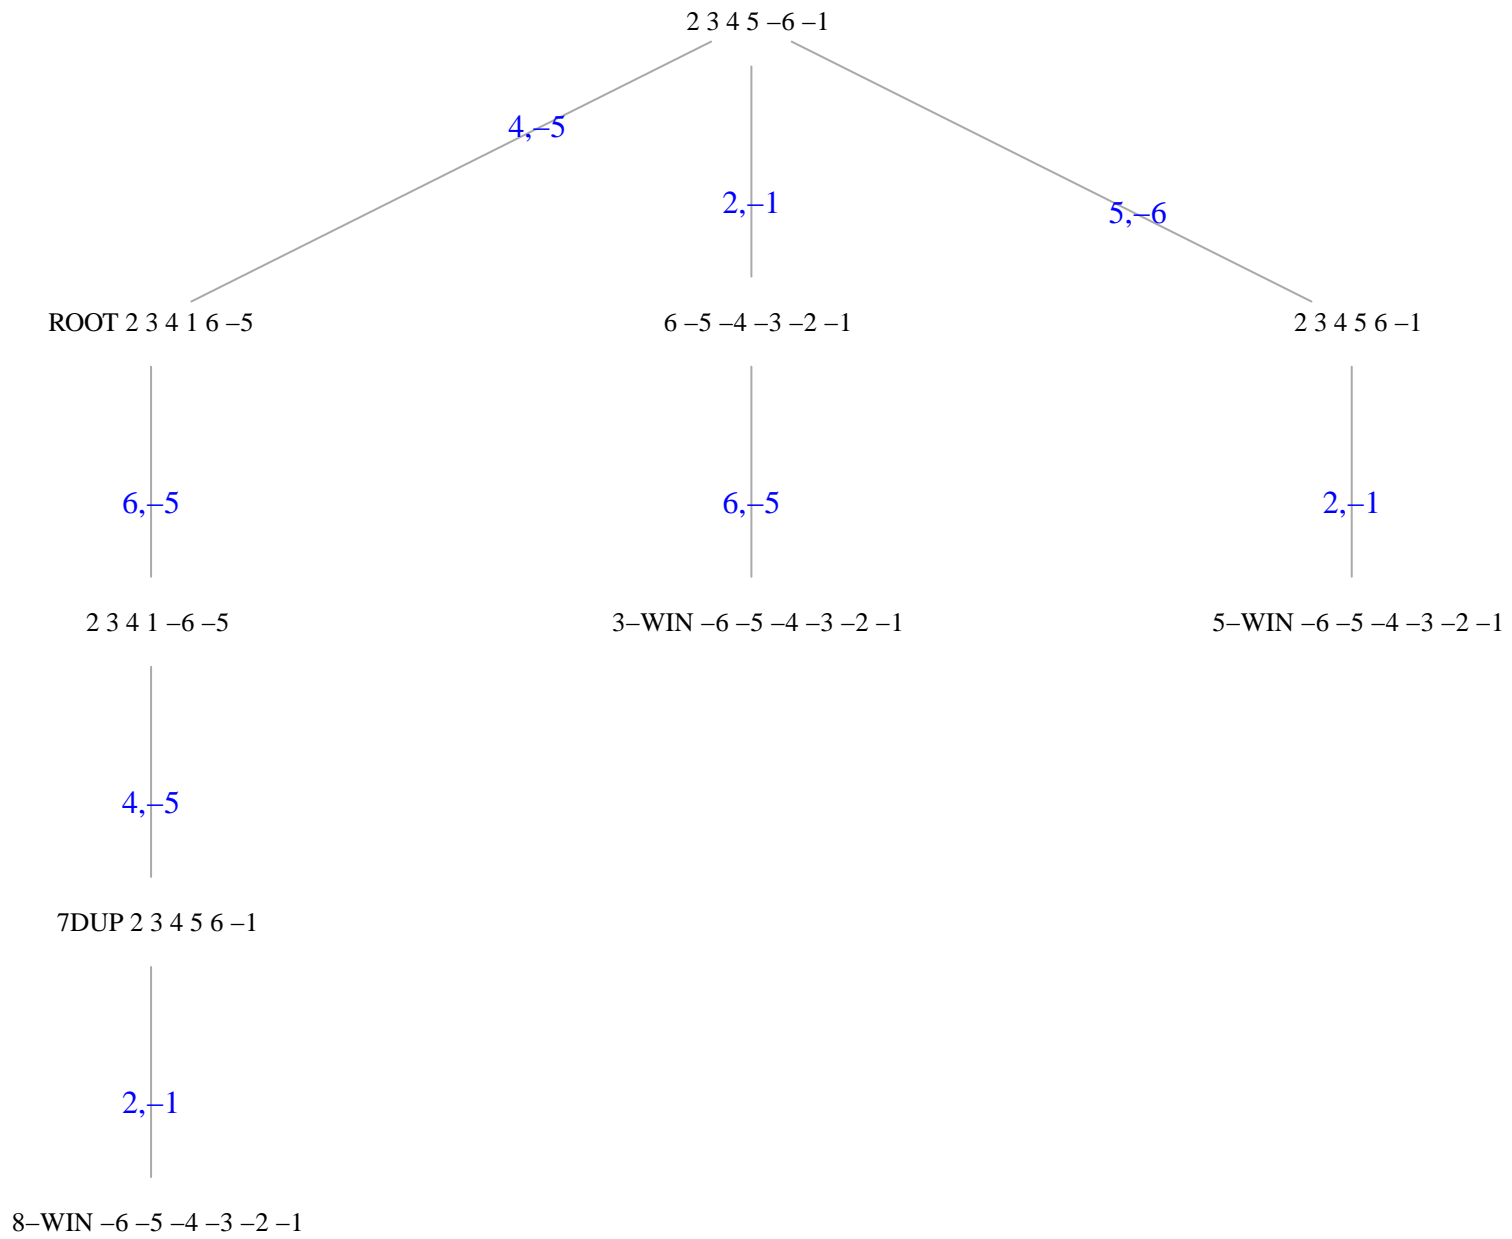 2 3 4 5 –6 –1
4,–5
2,–1
5,–6
ROOT 2 3 4 1 6 –5
6 –5 –4 –3 –2 –1
2 3 4 5 6 –1
6,–5
6,–5
2,–1
2 3 4 1 –6 –5
3–WIN –6 –5 –4 –3 –2 –1
5–WIN –6 –5 –4 –3 –2 –1
4,–5
7DUP 2 3 4 5 6 –1
2,–1
8–WIN –6 –5 –4 –3 –2 –1